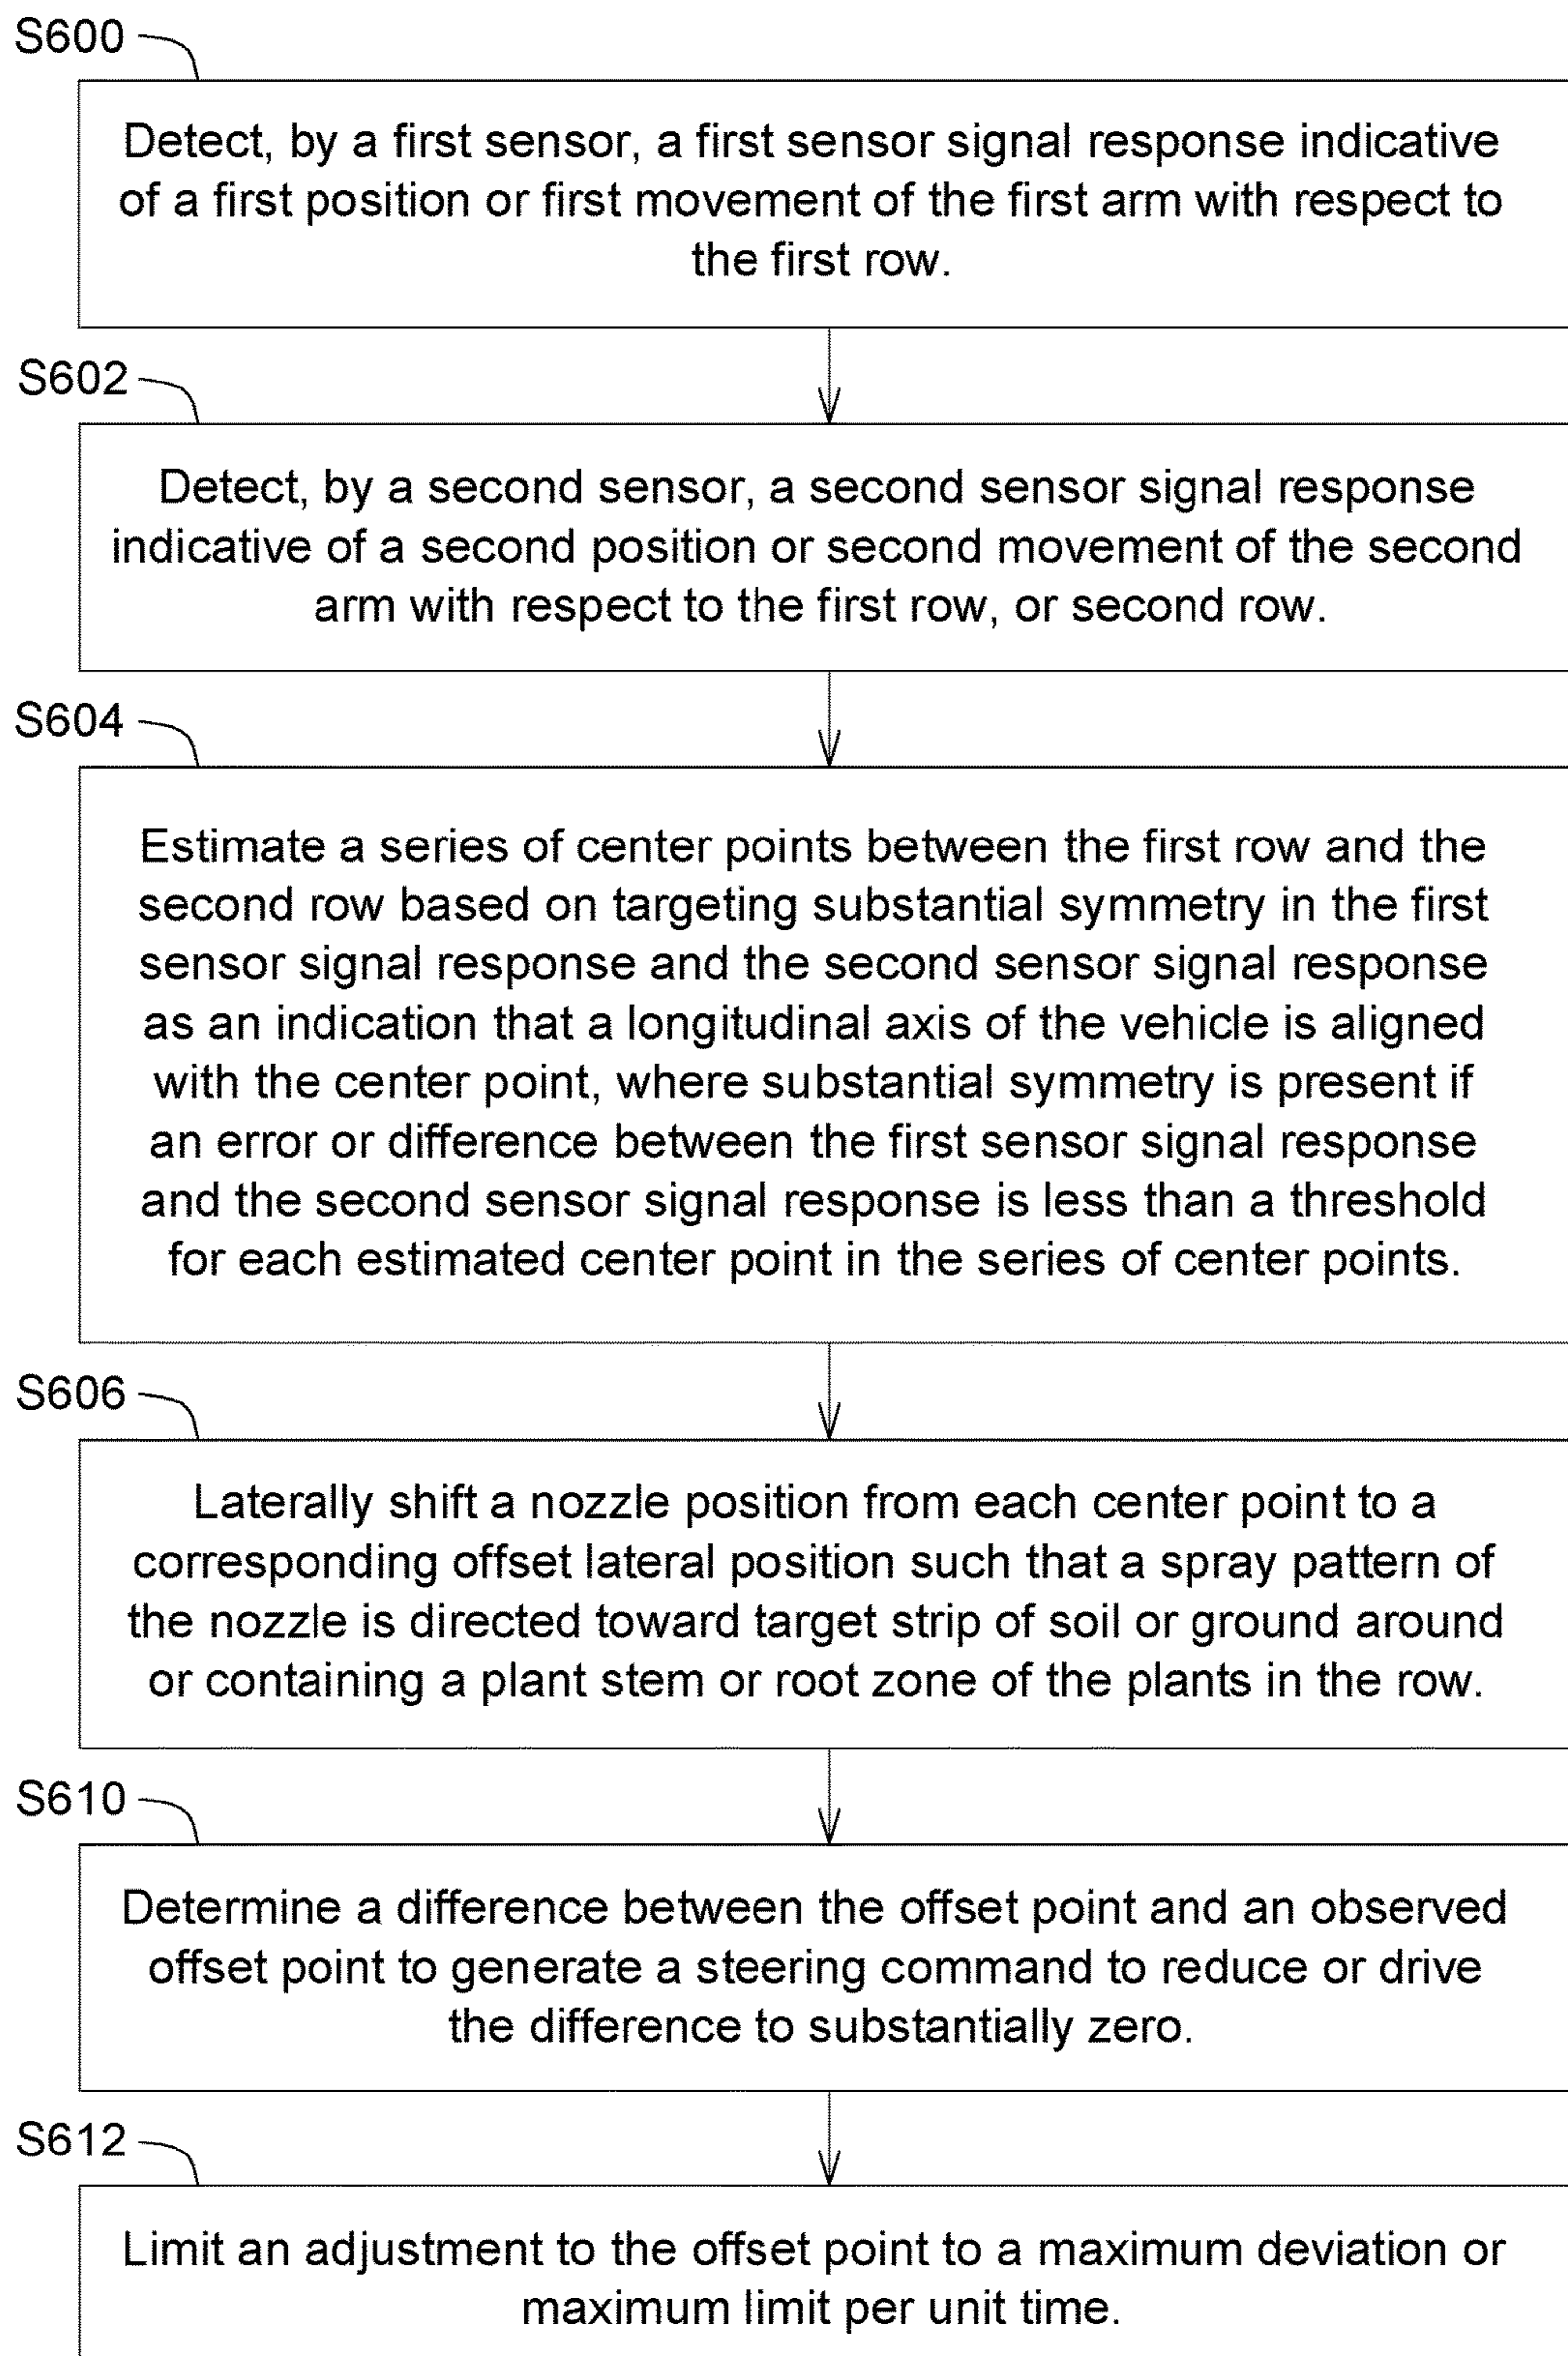 S600
Detect, by a first sensor, a first sensor signal response indicative
of a first position or first movement of the first arm with respect to
the first row.
S602
Detect, by a second sensor, a second sensor signal response
indicative of a second position or second movement of the second
arm with respect to the first row, or second row.
S604
Estimate a series of center points between the first row and the
second row based on targeting substantial symmetry in the first
sensor signal response and the second sensor signal response
as an indication that a longitudinal axis of the vehicle is aligned
with the center point, where substantial symmetry is present if
an error or difference between the first sensor signal response
and the second sensor signal response is less than a threshold
for each estimated center point in the series of center points.
S606
Laterally shift a nozzle position from each center point to a
corresponding offset lateral position such that a spray pattern of
the nozzle is directed toward target strip of soil or ground around
or containing a plant stem or root zone of the plants in the row.
S610
Determine a difference between the offset point and an observed
offset point to generate a steering command to reduce or drive
the difference to substantially zero.
S612
Limit an adjustment to the offset point to a maximum deviation or
maximum limit per unit time.